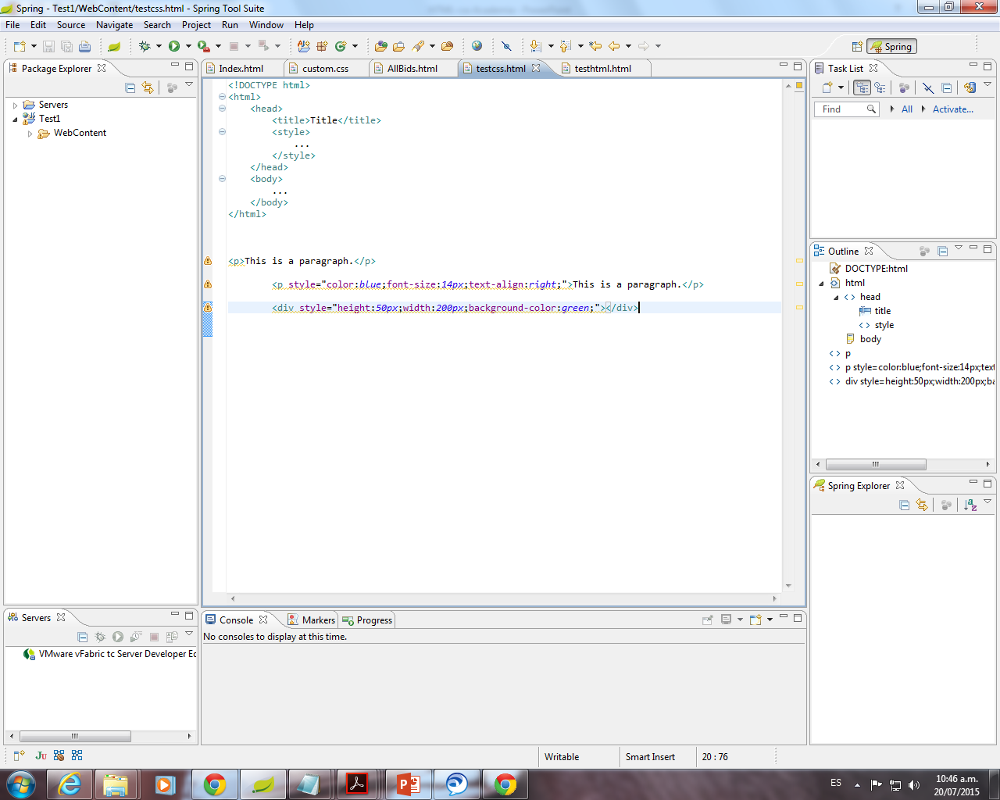 Spring - Test1/WebContent/testcss.html - Spring Tool Suite
File Edit Source Navigate Search Project Run Window Help
Spring
Package Explorer
Servers
Test1
WebContent
Index.html custom.css AllBids.html testcss.html testhtml.html
<!DOCTYPE html>
<html>
<head>
<title>Title</title>
<style>
...
</style>
</head>
<body>
...
</body>
</html>
<p>This is a paragraph.</p>
<p style="color:blue;font-size:14px;text-align:right;">This is a paragraph.</p>
<div style="height:50px;width:200px;background-color:green;"></div>
Task List
Find All Activate...
Outline
DOCTYPE:html
html
head
title
style
body
p
p style=color:blue;font-size:14px;text
div style=height:50px;width:200px;ba
Spring Explorer
Servers
VMware vFabric tc Server Developer Ec
Console Markers Progress
No consoles to display at this time.
Ju
Writable Smart Insert 20 : 76
ES
10:46 a.m.
20/07/2015